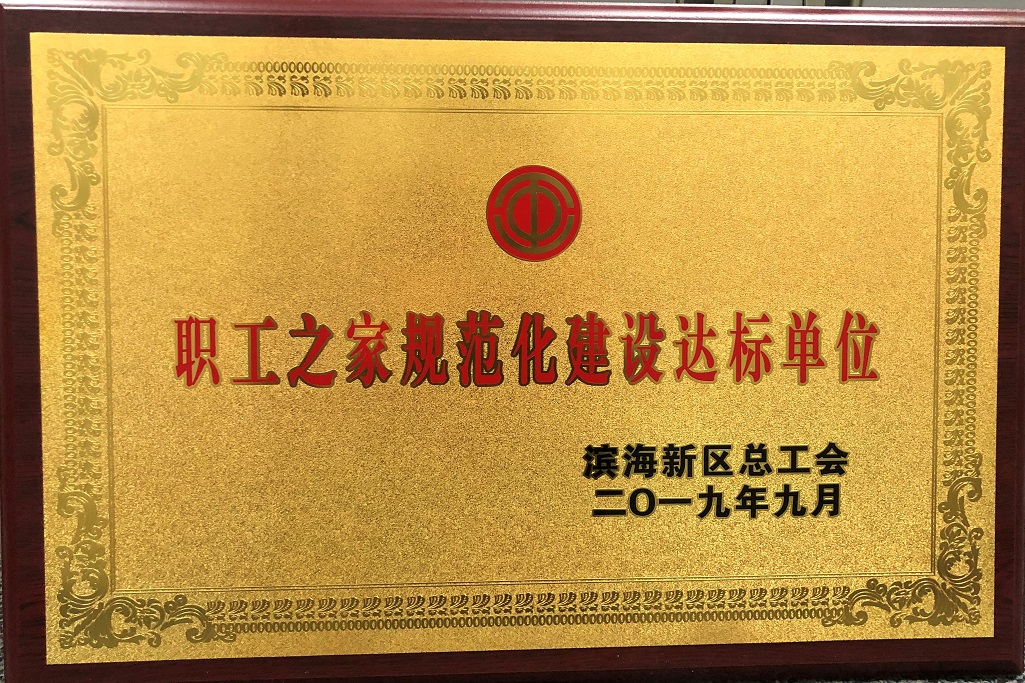 职工之家规范化建设达标单位
滨海新区总工会
二〇一九年九月